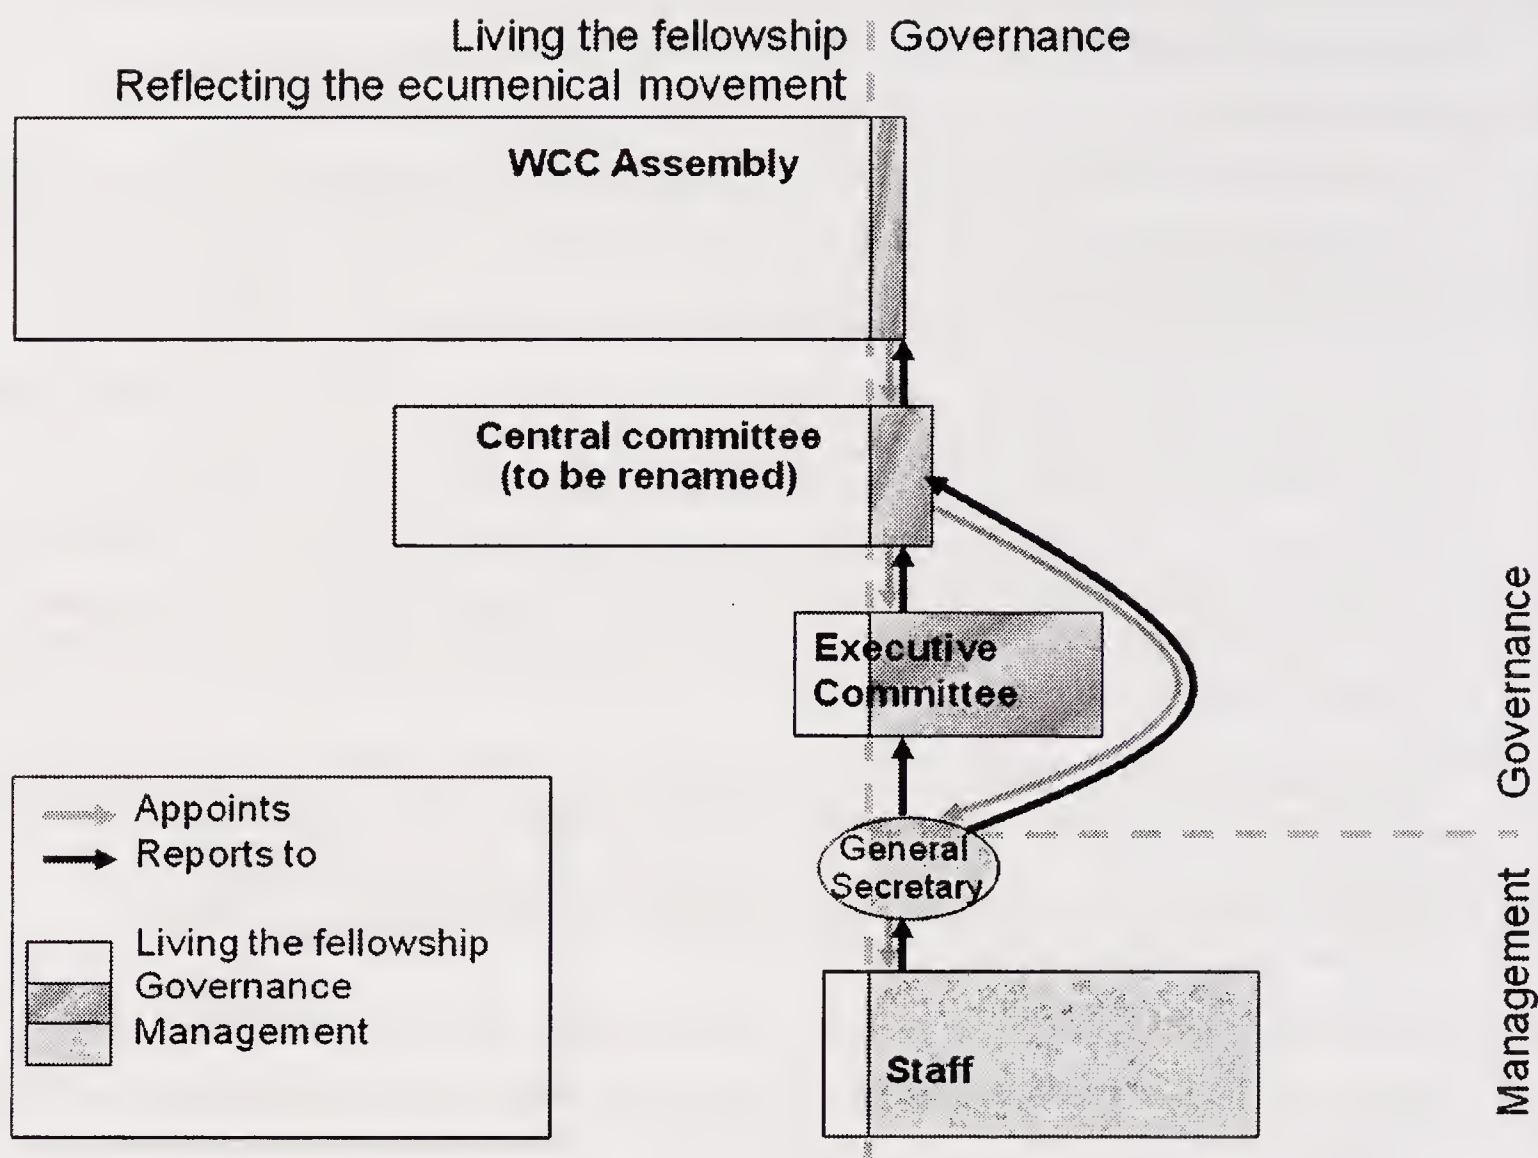 Living the fellowship
Governance
Reflecting the ecumenical movement
WCC Assembly
Central committee
(to be renamed)
Executive
Committee
General
Secretary
Staff
Governance
Management
Appoints
Reports to
Living the fellowship
Governance
Management